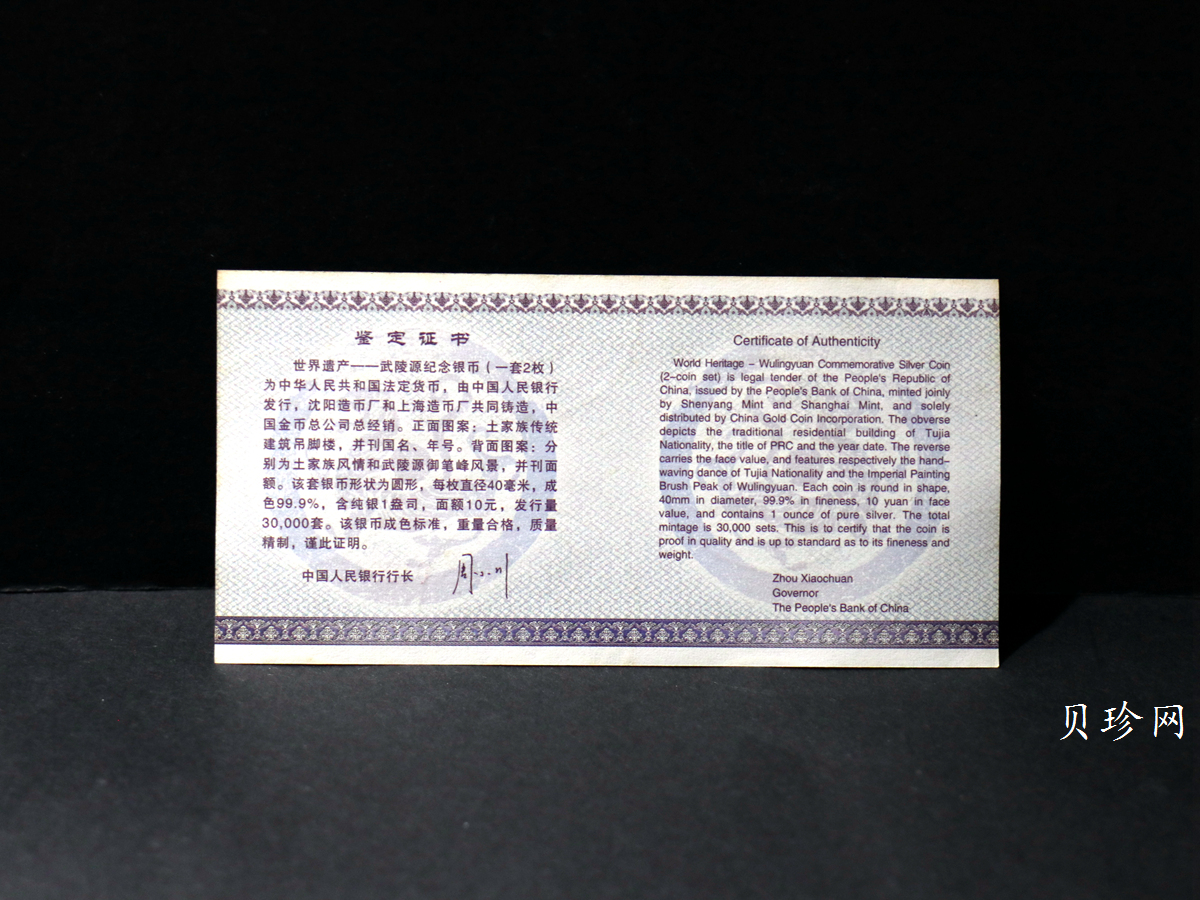 鉴定证书
世界遗产——武陵源纪念银币（一套2枚）
为中华人民共和国法定货币，由中国人民银行
发行，沈阳造币厂和上海造币厂共同铸造，中
国金币总公司总经销。正面图案：土家族传统
建筑吊脚楼，并刊国名、年号。背面图案：分
别为土家族风情和武陵源御笔峰风景，并刊面
额。该套银币形状为圆形，每枚直径40毫米，成
色99.9%，含纯银1盎司，面额10元，发行量
30,000套。该银币成色标准，重量合格，质量
精制，谨此证明。
中国人民银行行长 周小川
Certificate of Authenticity
World Heritage – Wulingyuan Commemorative Silver Coin
(2–coin set) is legal tender of the People's Republic of
China, issued by the People's Bank of China, minted joinly
by Shenyang Mint and Shanghai Mint, and solely
distributed by China Gold Coin Incorporation. The obverse
depicts the traditional residential building of Tujia
Nationality, the title of PRC and the year date. The reverse
carries the face value, and features respectively the hand–
waving dance of Tujia Nationality and the Imperial Painting
Brush Peak of Wulingyuan. Each coin is round in shape,
40mm in diameter, 99.9% in fineness, 10 yuan in face
value, and contains 1 ounce of pure silver. The total
mintage is 30,000 sets. This is to certify that the coin is
proof in quality and is up to standard as to its fineness and
weight.
Zhou Xiaochuan
Governor
The People's Bank of China
贝珍网